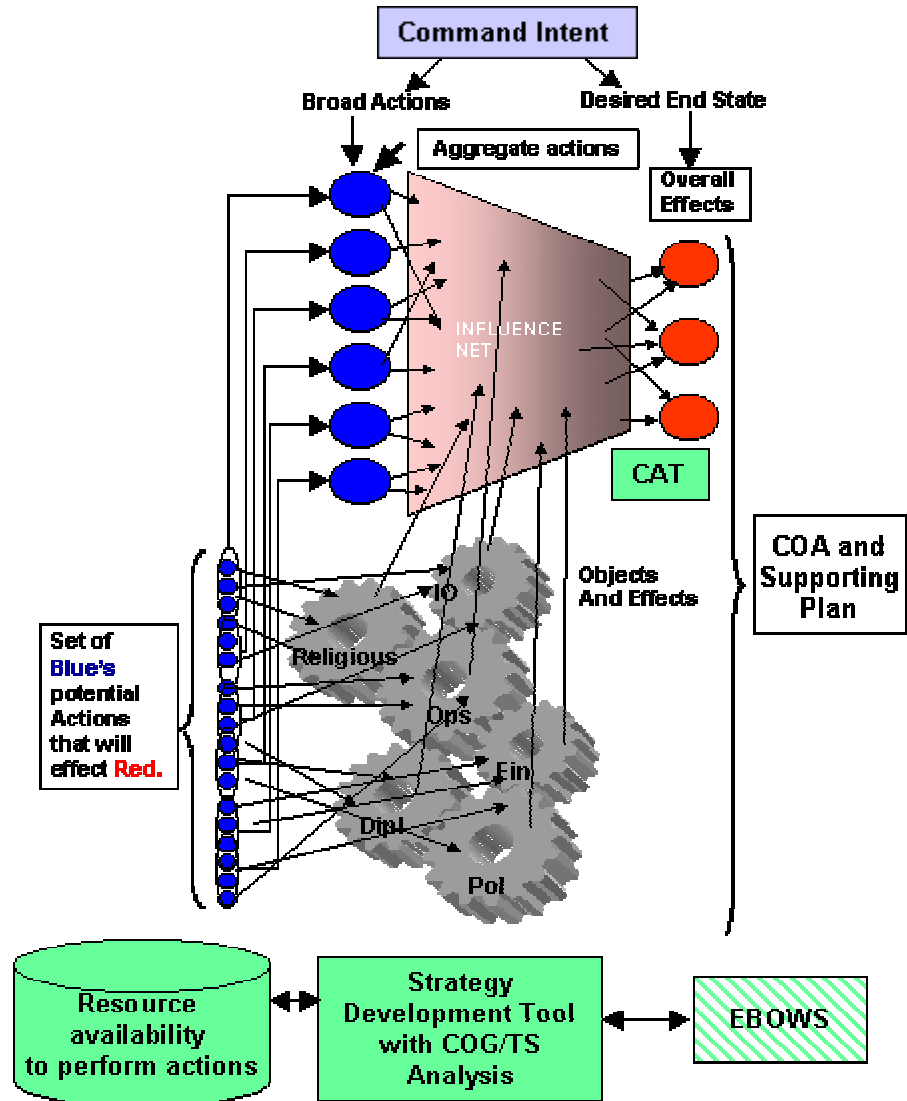 Command Intent
Broad Actions
Desired End State
Aggregate actions
Overall
Effects
INFLUENCE
NET
CAT
COA and
Supporting
Plan
Objects
And Effects
IO
Religious
Ops
Fin
Dipl
Pol
Set of
Blue's
potential
Actions
that will
effect Red.
Resource
availability
to perform actions
Strategy
Development Tool
with COG/TS
Analysis
EBOWS